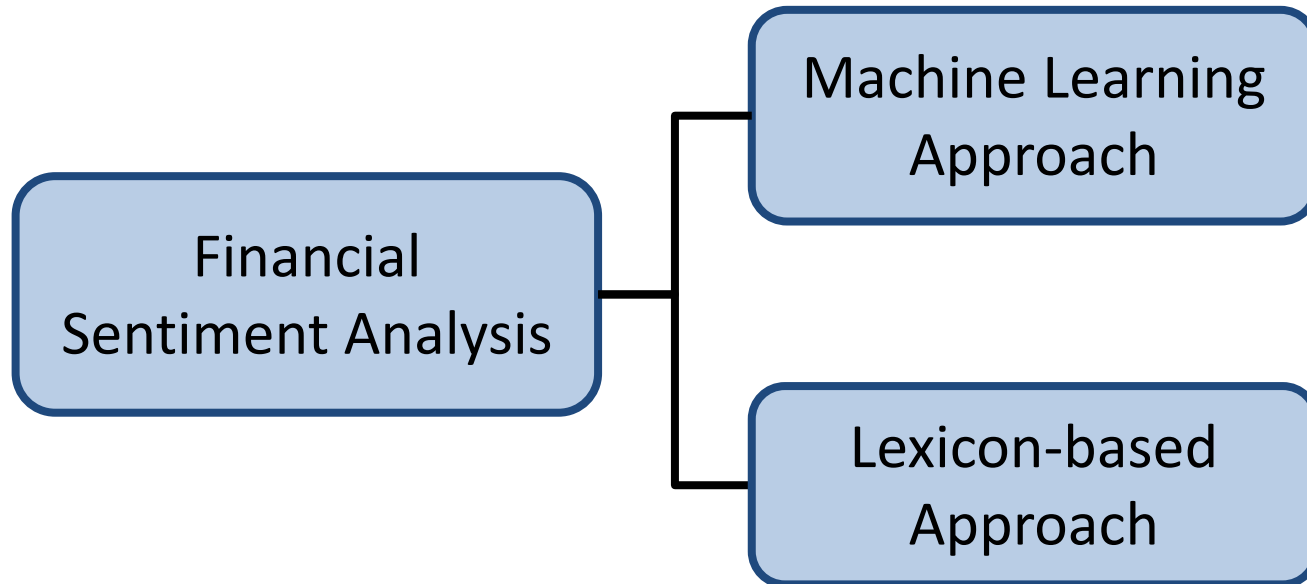 Financial
Sentiment Analysis
Machine Learning
Approach
Lexicon-based
Approach